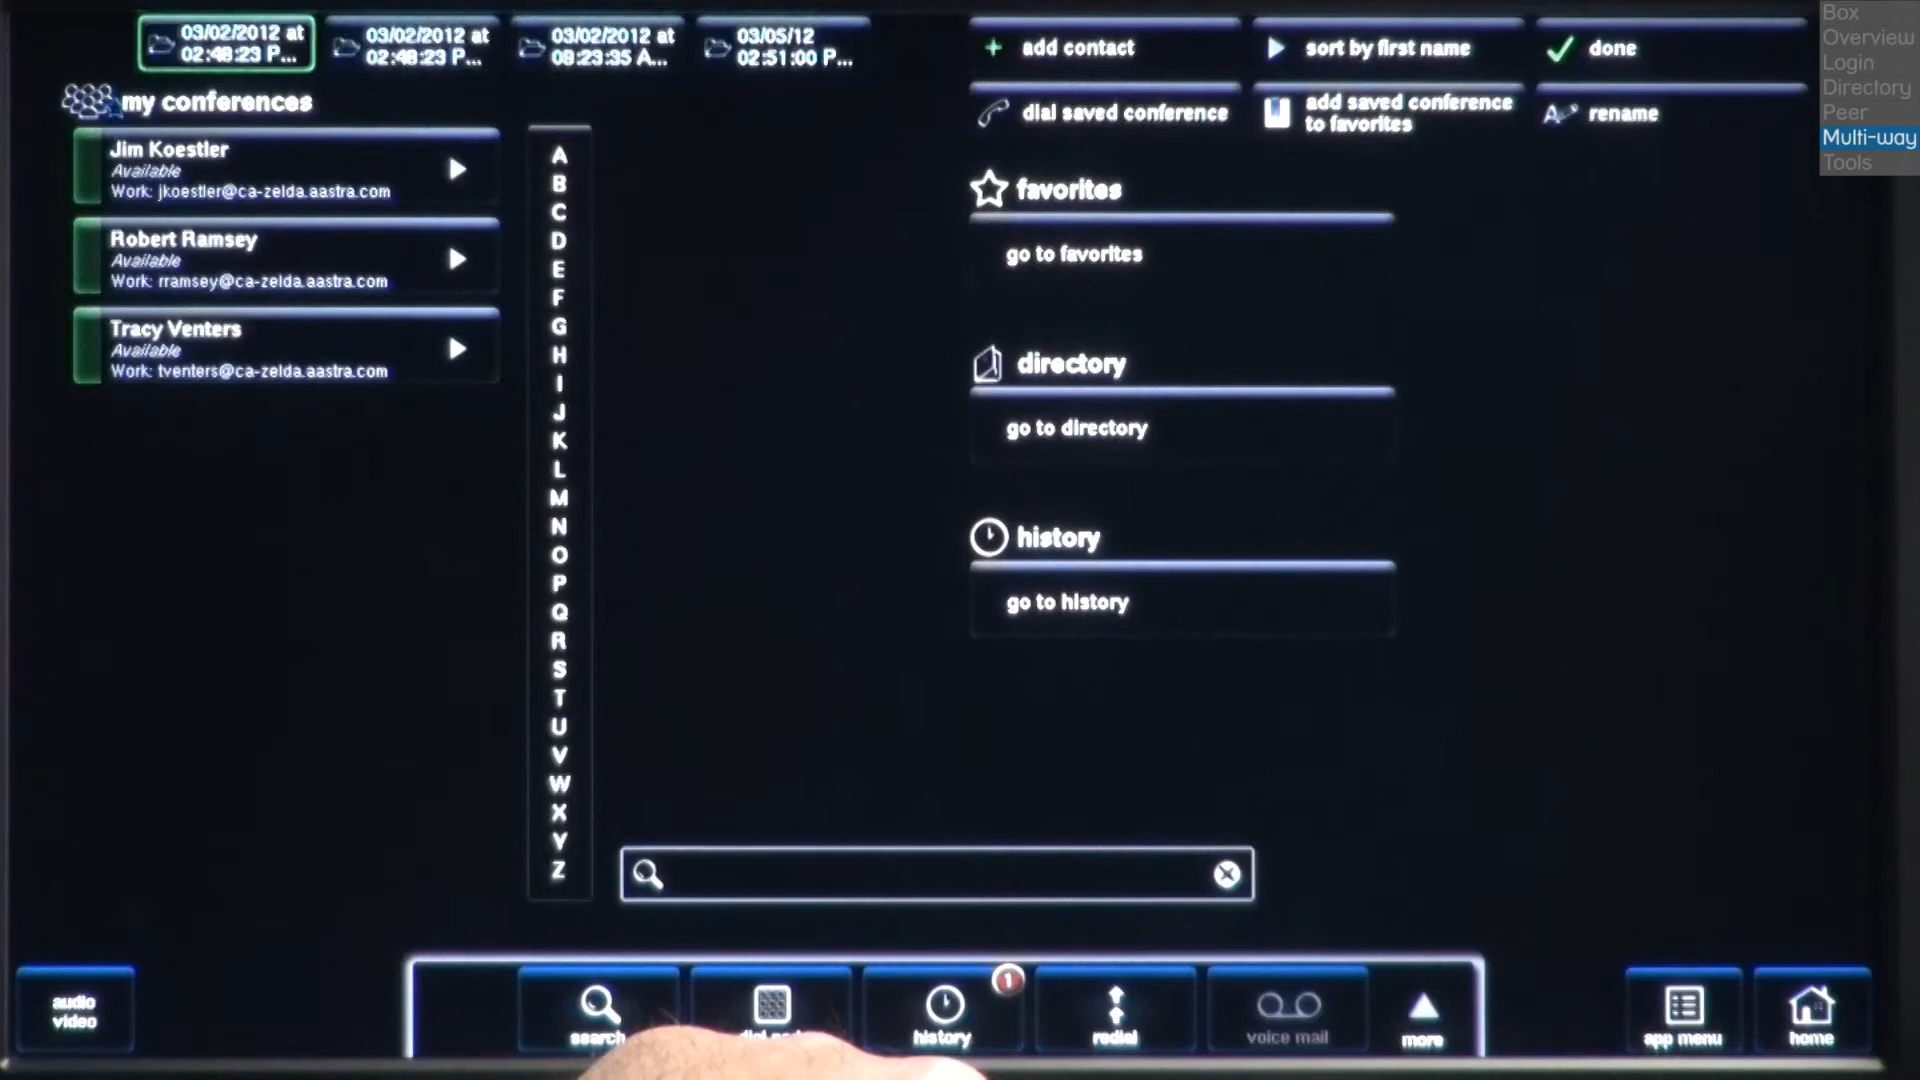 03/02/2012 at
02:48:23 P...
03/02/2012 at
02:48:23 P...
03/02/2012 at
08:23:35 A...
03/05/12
02:51:00 P...
add contact
sort by first name
done
dial saved conference
add saved conference
to favorites
rename
my conferences
Jim Koestler
Available
Work: jkoestler@ca-zelda.aastra.com
Robert Ramsey
Available
Work: rramsey@ca-zelda.aastra.com
Tracy Venters
Available
Work: tventers@ca-zelda.aastra.com
A
B
C
D
E
F
G
H
I
J
K
L
M
N
O
P
Q
R
S
T
U
V
W
X
Y
Z
favorites
go to favorites
directory
go to directory
history
go to history
Box
Overview
Login
Directory
Peer
Multi-way
Tools
audio
video
search
history
1
redial
voice mail
more
app menu
home